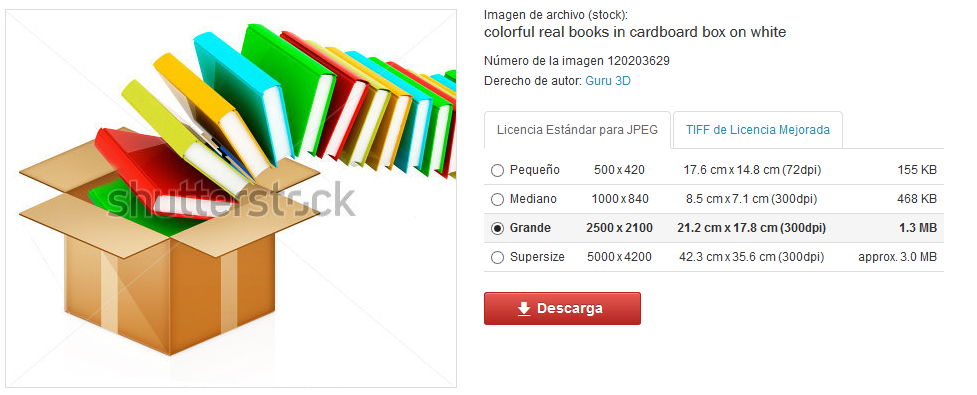 shutterstock
Imagen de archivo (stock):
colorful real books in cardboard box on white
Número de la imagen 120203629
Derecho de autor: Guru 3D
Licencia Estándar para JPEG TIFF de Licencia Mejorada
Pequeño 500 x 420 17.6 cm x 14.8 cm (72dpi) 155 KB
Mediano 1000 x 840 8.5 cm x 7.1 cm (300dpi) 468 KB
Grande 2500 x 2100 21.2 cm x 17.8 cm (300dpi) 1.3 MB
Supersize 5000 x 4200 42.3 cm x 35.6 cm (300dpi) approx. 3.0 MB
Descarga